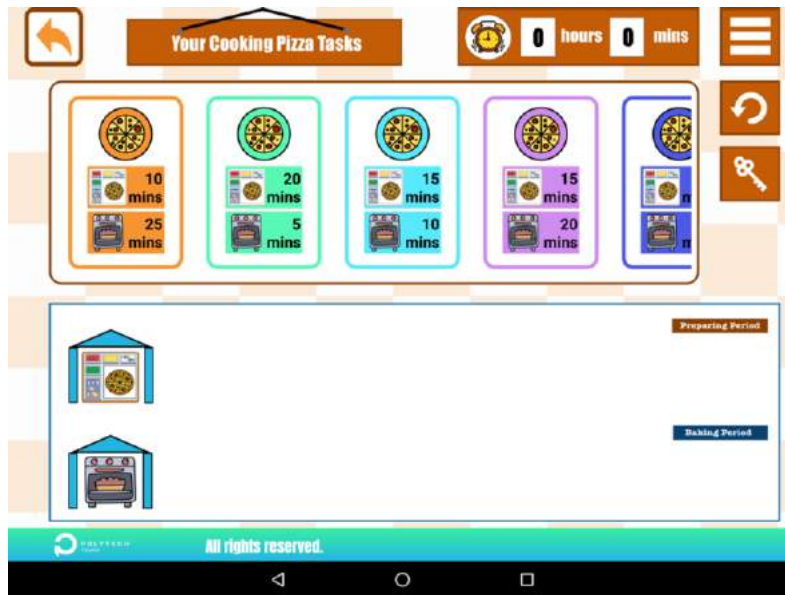 Your Cooking Pizza Tasks
0 hours 0 mins
10 mins
25 mins
20 mins
5 mins
15 mins
10 mins
15 mins
20 mins
Preparing Period
Baking Period
POLYTECH
All rights reserved.